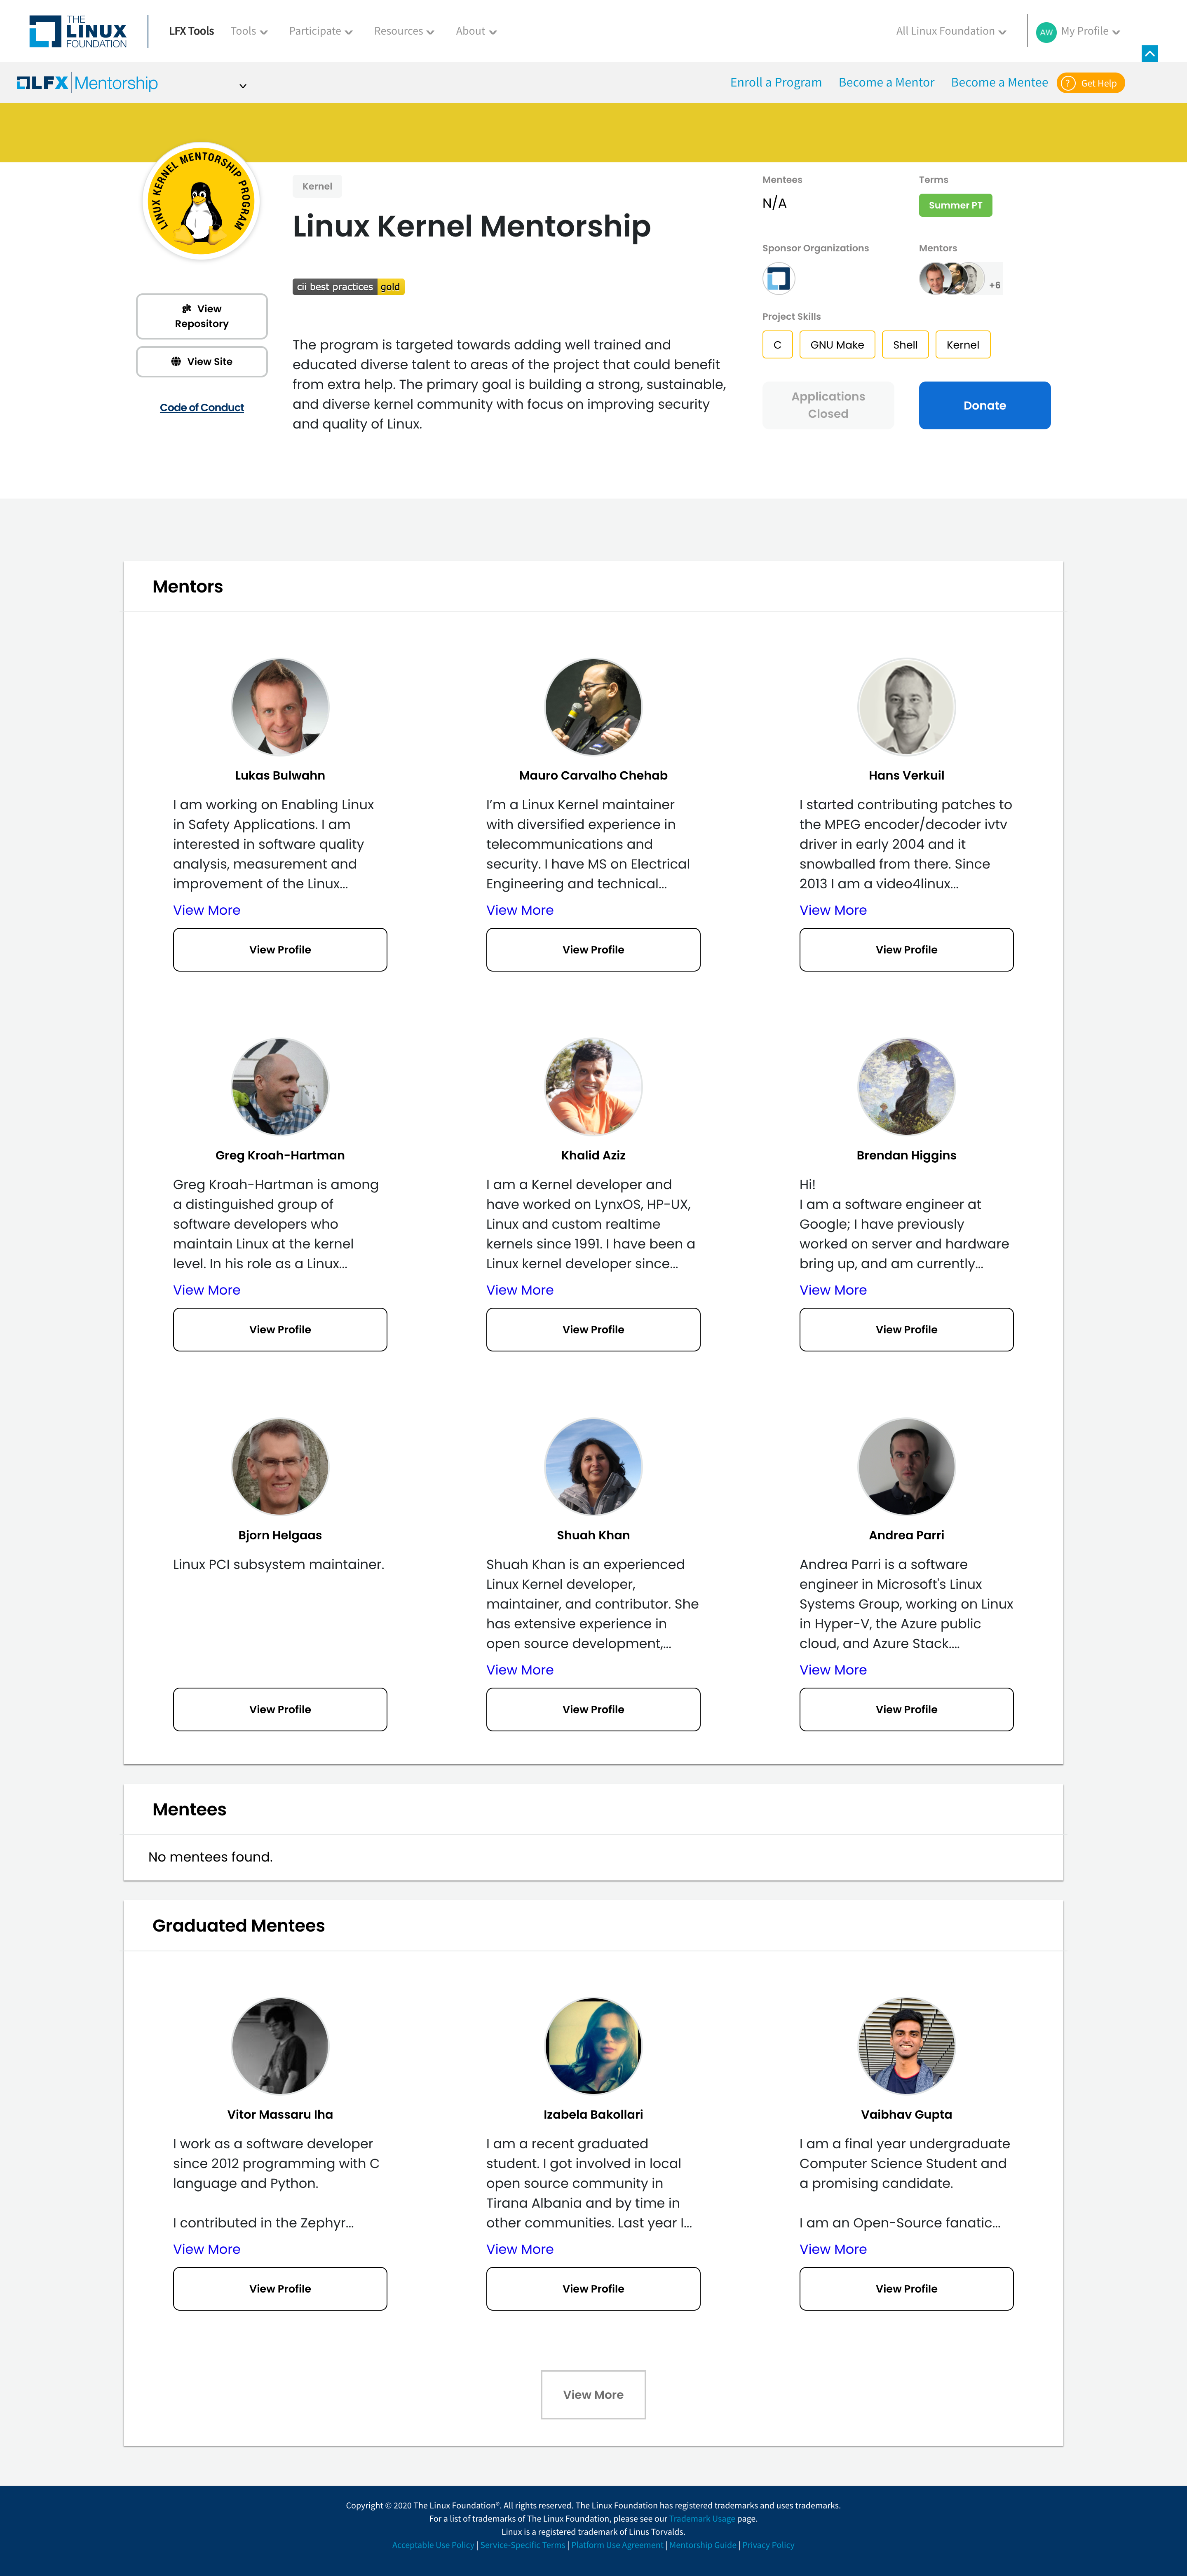 THE
LINUX
FOUNDATION
LFX Tools
Tools
Participate
Resources
About
All Linux Foundation
AW
My Profile
LFX Mentorship
Enroll a Program
Become a Mentor
Become a Mentee
? Get Help
LINUX KERNEL MENTORSHIP PROGRAM
View
Repository
View Site
Code of Conduct
Kernel
Linux Kernel Mentorship
cii best practices gold
The program is targeted towards adding well trained and
educated diverse talent to areas of the project that could benefit
from extra help. The primary goal is building a strong, sustainable,
and diverse kernel community with focus on improving security
and quality of Linux.
Mentees
N/A
Terms
Summer PT
Sponsor Organizations
Mentors
+6
Project Skills
C
GNU Make
Shell
Kernel
Applications
Closed
Donate
Mentors
Lukas Bulwahn
I am working on Enabling Linux
in Safety Applications. I am
interested in software quality
analysis, measurement and
improvement of the Linux...
View More
View Profile
Mauro Carvalho Chehab
I'm a Linux Kernel maintainer
with diversified experience in
telecommunications and
security. I have MS on Electrical
Engineering and technical...
View More
View Profile
Hans Verkuil
I started contributing patches to
the MPEG encoder/decoder ivtv
driver in early 2004 and it
snowballed from there. Since
2013 I am a video4linux...
View More
View Profile
Greg Kroah-Hartman
Greg Kroah-Hartman is among
a distinguished group of
software developers who
maintain Linux at the kernel
level. In his role as a Linux...
View More
View Profile
Khalid Aziz
I am a Kernel developer and
have worked on LynxOS, HP-UX,
Linux and custom realtime
kernels since 1991. I have been a
Linux kernel developer since...
View More
View Profile
Brendan Higgins
Hi!
I am a software engineer at
Google; I have previously
worked on server and hardware
bring up, and am currently...
View More
View Profile
Bjorn Helgaas
Linux PCI subsystem maintainer.
View Profile
Shuah Khan
Shuah Khan is an experienced
Linux Kernel developer,
maintainer, and contributor. She
has extensive experience in
open source development,...
View More
View Profile
Andrea Parri
Andrea Parri is a software
engineer in Microsoft's Linux
Systems Group, working on Linux
in Hyper-V, the Azure public
cloud, and Azure Stack....
View More
View Profile
Mentees
No mentees found.
Graduated Mentees
Vitor Massaru Iha
I work as a software developer
since 2012 programming with C
language and Python.
I contributed in the Zephyr...
View More
View Profile
Izabela Bakollari
I am a recent graduated
student. I got involved in local
open source community in
Tirana Albania and by time in
other communities. Last year I...
View More
View Profile
Vaibhav Gupta
I am a final year undergraduate
Computer Science Student and
a promising candidate.
I am an Open-Source fanatic...
View More
View Profile
View More
Copyright © 2020 The Linux Foundation®. All rights reserved. The Linux Foundation has registered trademarks and uses trademarks.
For a list of trademarks of The Linux Foundation, please see our Trademark Usage page.
Linux is a registered trademark of Linus Torvalds.
Acceptable Use Policy | Service-Specific Terms | Platform Use Agreement | Mentorship Guide | Privacy Policy